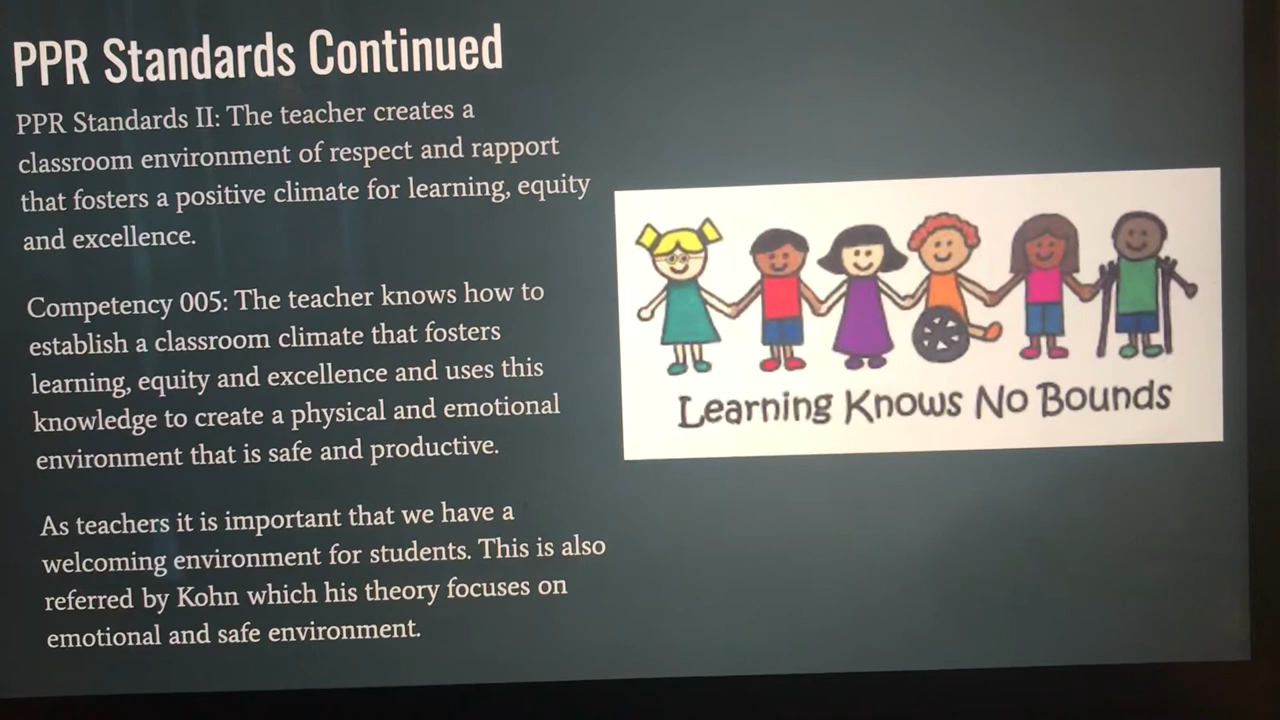 PPR Standards Continued
PPR Standards II: The teacher creates a
classroom environment of respect and rapport
that fosters a positive climate for learning, equity
and excellence.
Competency 005: The teacher knows how to
establish a classroom climate that fosters
learning, equity and excellence and uses this
knowledge to create a physical and emotional
environment that is safe and productive.
As teachers it is important that we have a
welcoming environment for students. This is also
referred by Kohn which his theory focuses on
emotional and safe environment.
Learning Knows No Bounds